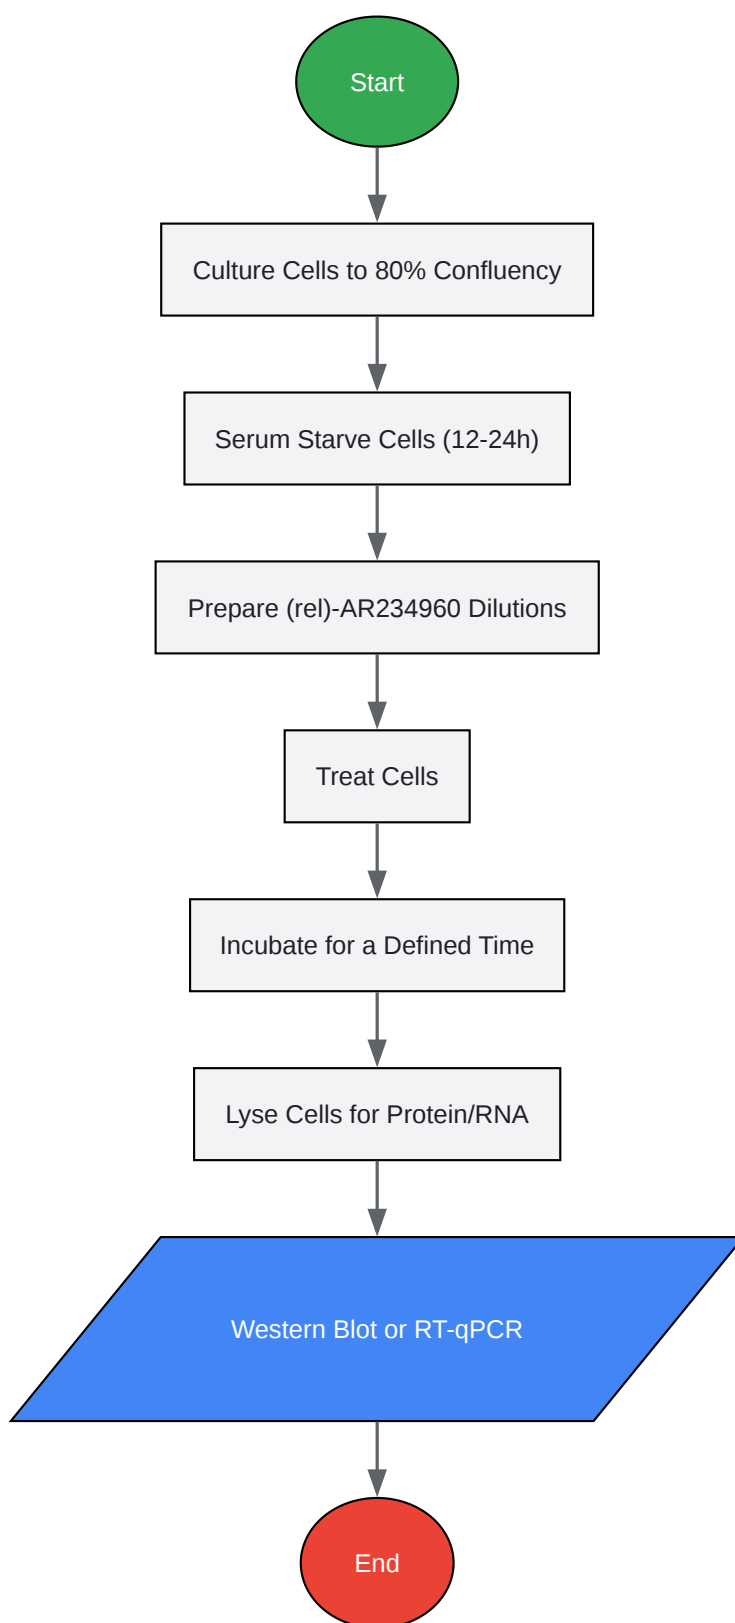 Start
Culture Cells to 80% Confluency
Serum Starve Cells (12-24h)
Prepare (rel)-AR234960 Dilutions
Treat Cells
Incubate for a Defined Time
Lyse Cells for Protein/RNA
Western Blot or RT-qPCR
End